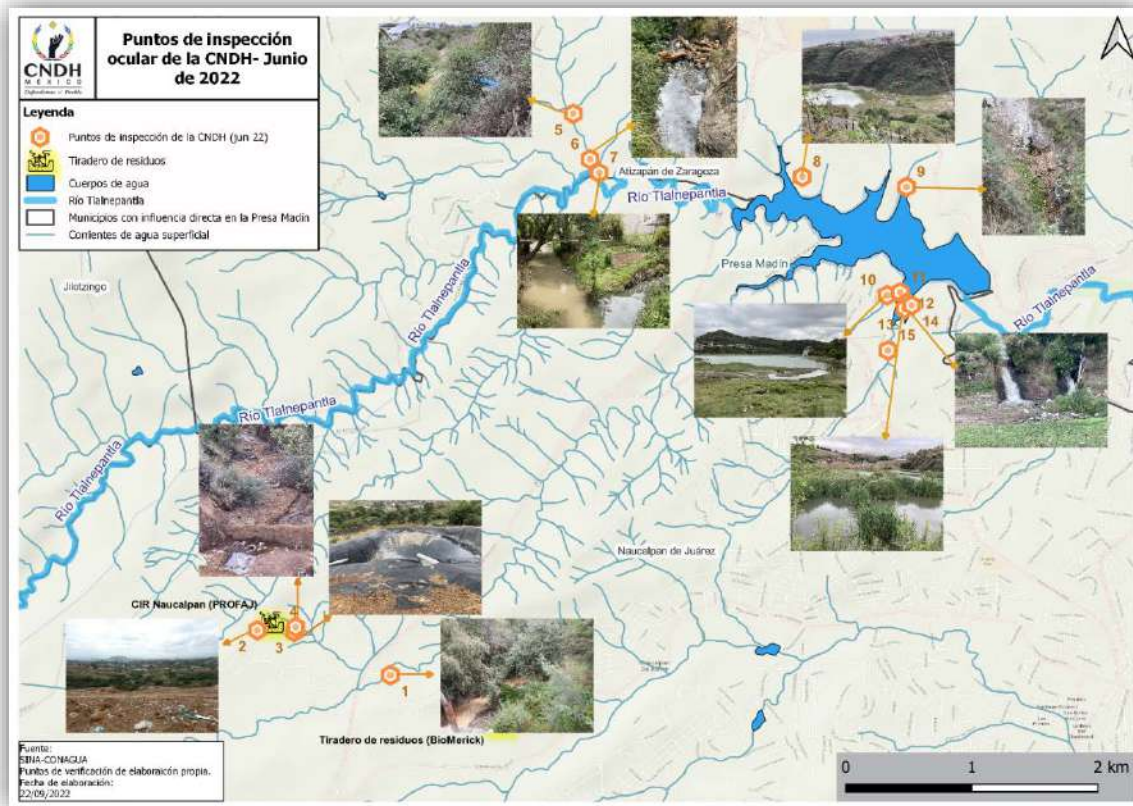 Puntos de inspección
ocular de la CNDH- Junio
de 2022
CNDH
MÉXICO
Defendemos al Pueblo
Leyenda
Puntos de inspección de la CNDH (jun 22)
Tiradero de residuos
Cuerpos de agua
Río Tlalnepantla
Municipios con influencia directa en la Presa Madín
Corrientes de agua superficial
5
6
7
8
9
Atizapán de Zaragoza
Río Tlalnepantla
Jilotzingo
Presa Madín
10
11
12
13
14
15
Río Tlalnepantla
Río Tlalnepantla
Río Tlalnepantla
Río Tlalnepantla
Naucalpan de Juárez
CIR Naucalpan (PROFAJ)
4
2
3
1
Tiradero de residuos (BioMerick)
Fuente:
SINA-CONAGUA
Puntos de verificación de elaboraicón propia.
Fecha de elaboración:
22/09/2022
0 1 2 km